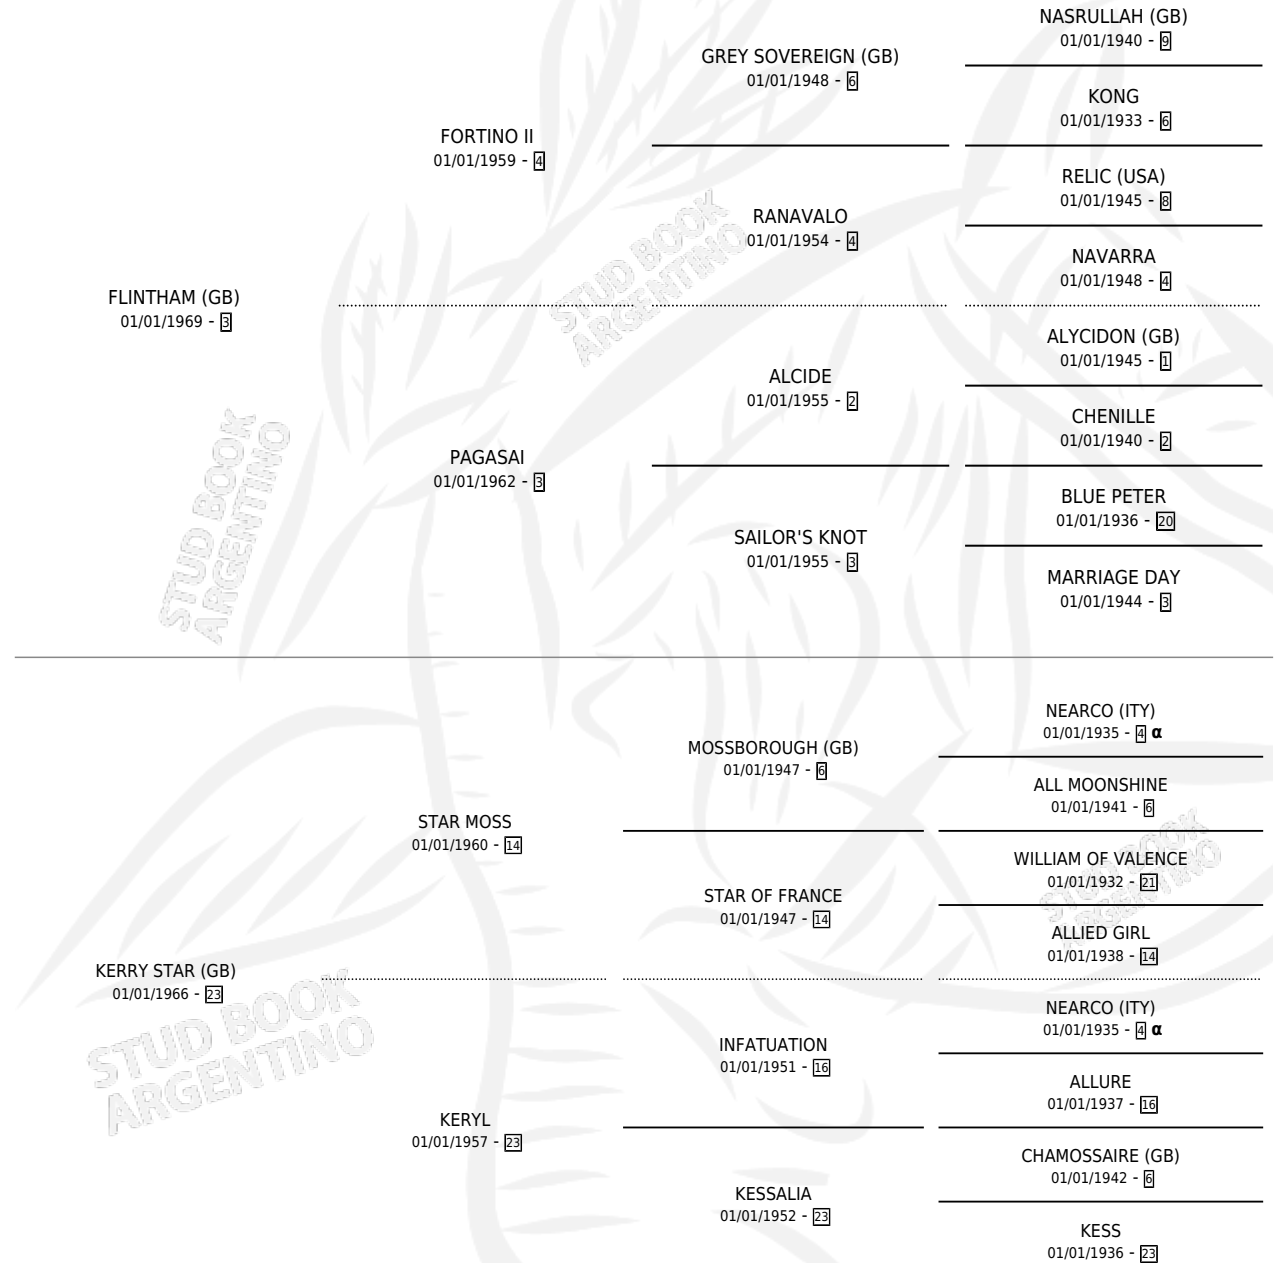 NASRULLAH (GB)
01/01/1940 - 9
GREY SOVEREIGN (GB)
01/01/1948 - 6
KONG
01/01/1933 - 6
FORTINO II
01/01/1959 - 4
RELIC (USA)
01/01/1945 - 8
RANAVALO
01/01/1954 - 4
NAVARRA
01/01/1948 - 4
FLINTHAM (GB)
01/01/1969 - 3
ALYCIDON (GB)
01/01/1945 - 1
ALCIDE
01/01/1955 - 2
CHENILLE
01/01/1940 - 2
PAGASAI
01/01/1962 - 3
BLUE PETER
01/01/1936 - 20
SAILOR'S KNOT
01/01/1955 - 3
MARRIAGE DAY
01/01/1944 - 3
NEARCO (ITY)
01/01/1935 - 4 α
MOSSBOROUGH (GB)
01/01/1947 - 6
ALL MOONSHINE
01/01/1941 - 6
STAR MOSS
01/01/1960 - 14
WILLIAM OF VALENCE
01/01/1932 - 21
STAR OF FRANCE
01/01/1947 - 14
ALLIED GIRL
01/01/1938 - 14
KERRY STAR (GB)
01/01/1966 - 23
NEARCO (ITY)
01/01/1935 - 4 α
INFATUATION
01/01/1951 - 16
ALLURE
01/01/1937 - 16
KERYL
01/01/1957 - 23
CHAMOSSAIRE (GB)
01/01/1942 - 6
KESSALIA
01/01/1952 - 23
KESS
01/01/1936 - 23
STUD BOOK
ARGENTINO
STUD BOOK
ARGENTINO
STUD BOOK
ARGENTINO
STUD BOOK
ARGENTINO